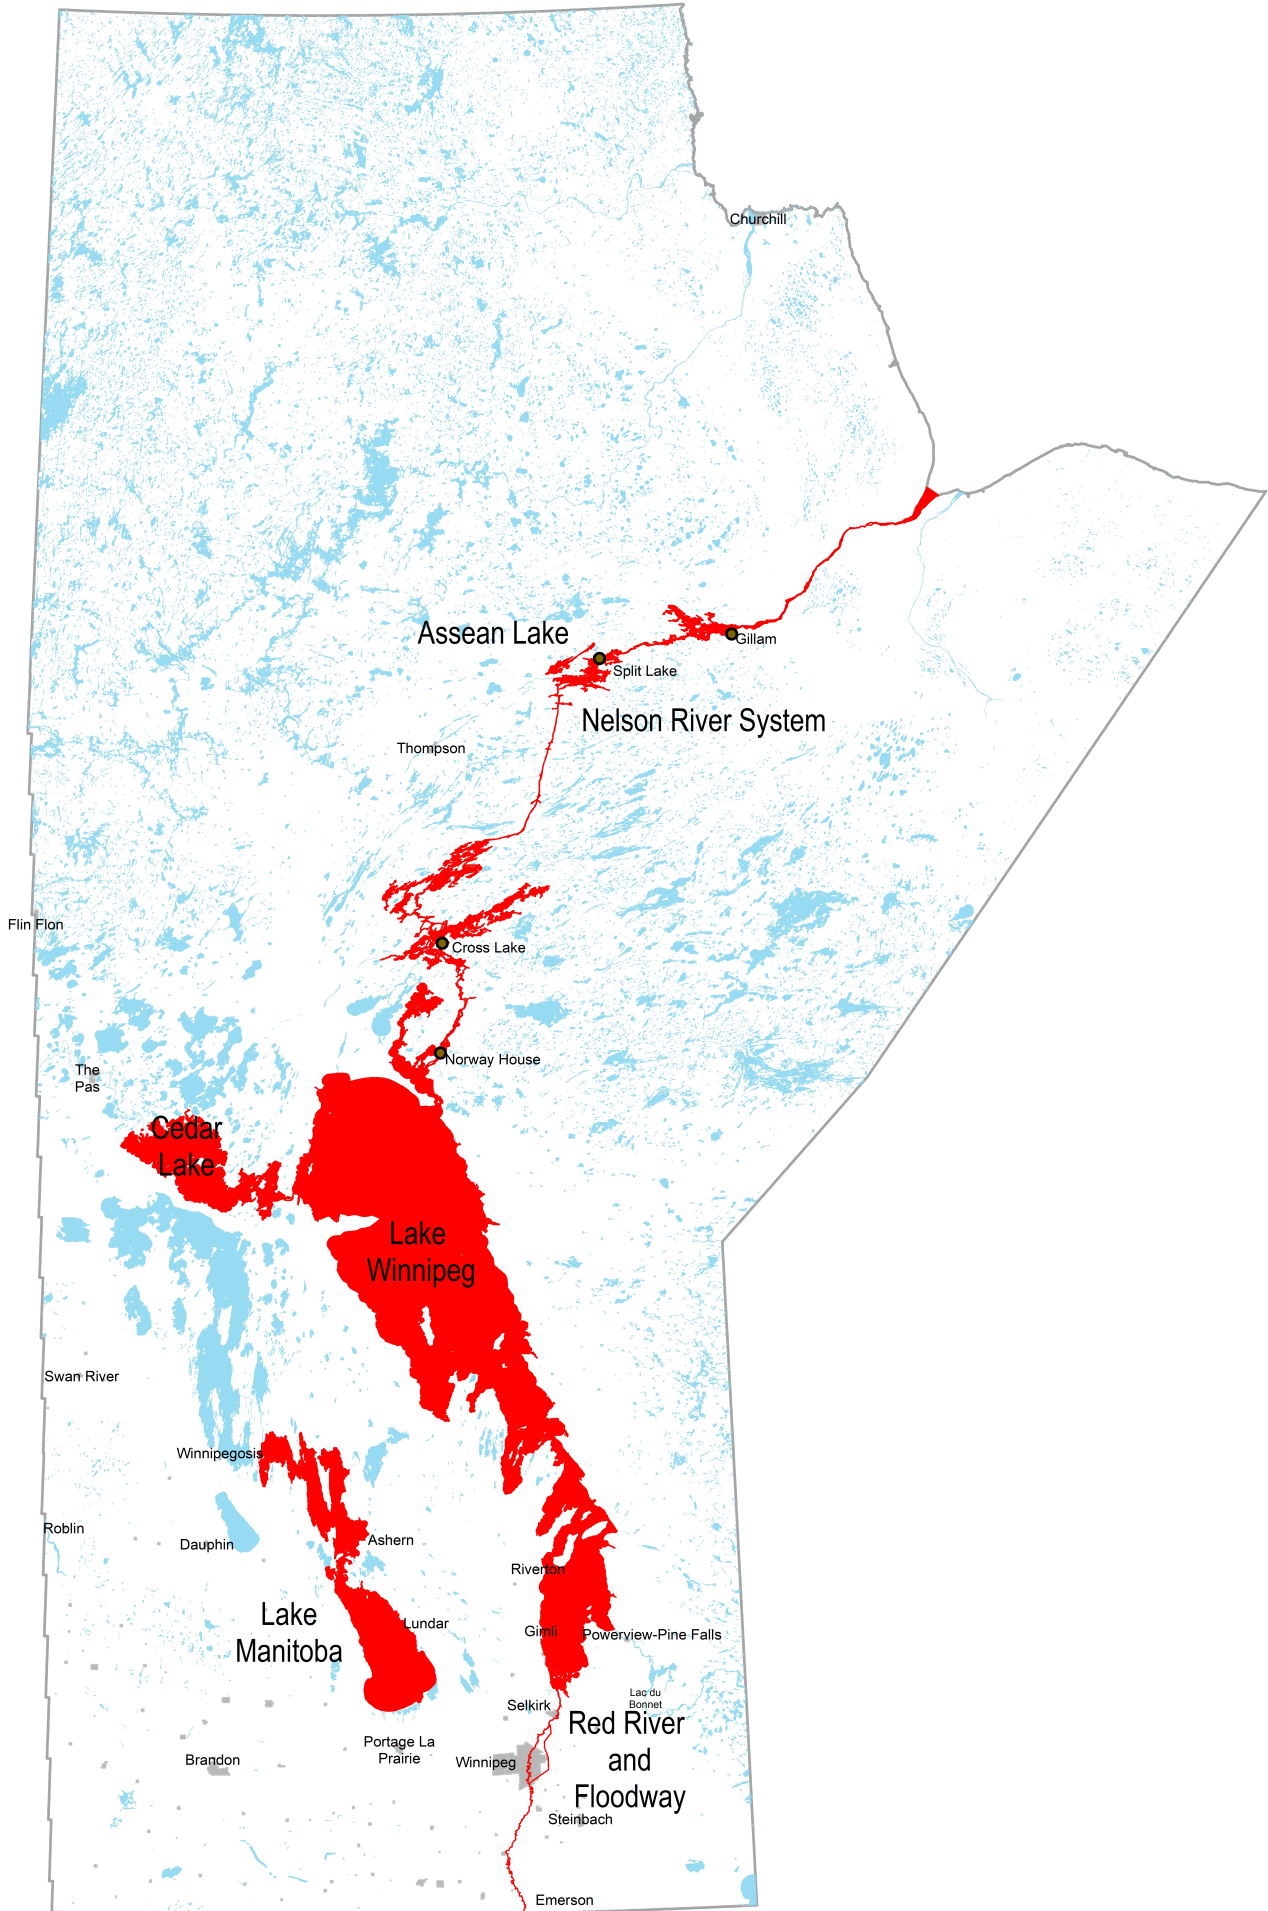 Churchill
Assean Lake
Gillam
Split Lake
Nelson River System
Thompson
Flin Flon
Cross Lake
Norway House
The
Pas
Cedar
Lake
Lake
Winnipeg
Swan River
Winnipegosis
Roblin
Dauphin
Ashern
Riverton
Lake
Manitoba
Lundar
Gimli
Powerview-Pine Falls
Lac du
Bonnet
Selkirk
Red River
and
Floodway
Portage La
Prairie
Brandon
Winnipeg
Steinbach
Emerson